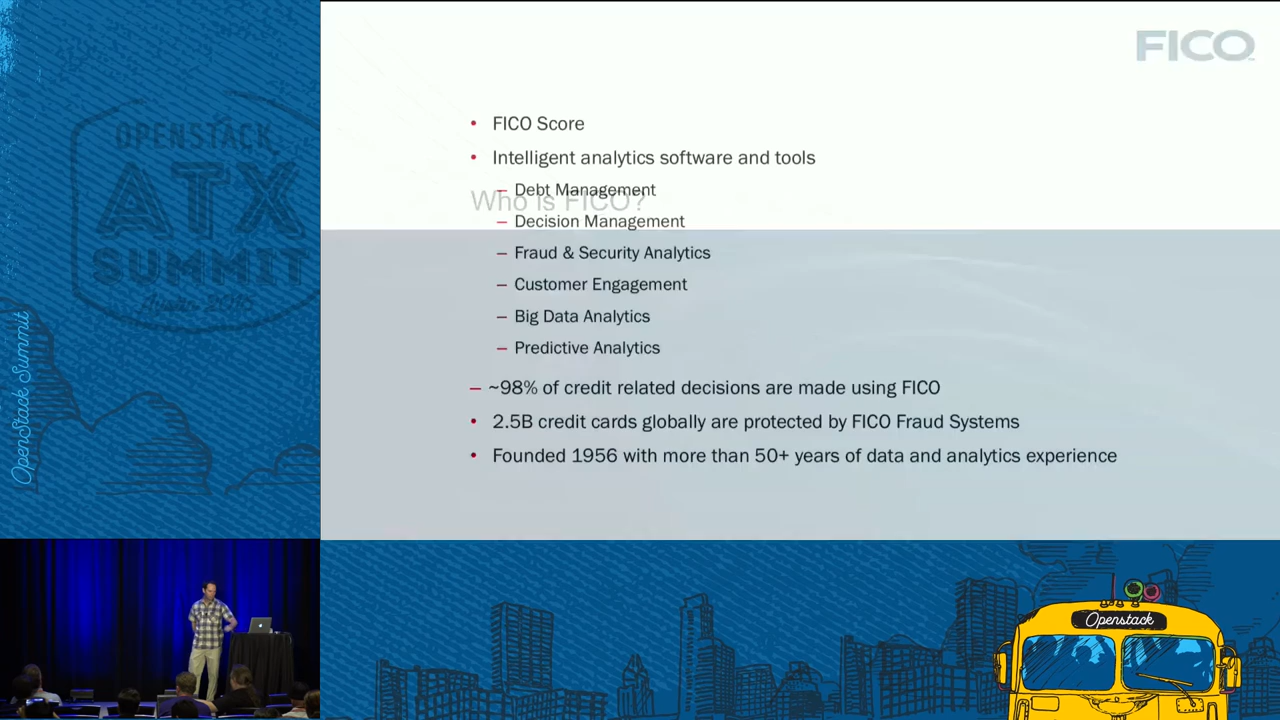 FICO
OPENSTACK
ATX
SUMMIT
Austin 2016
OpenStack Summit
• FICO Score
• Intelligent analytics software and tools
– Debt Management
Who is FICO?
– Decision Management
– Fraud & Security Analytics
– Customer Engagement
– Big Data Analytics
– Predictive Analytics
– ~98% of credit related decisions are made using FICO
• 2.5B credit cards globally are protected by FICO Fraud Systems
• Founded 1956 with more than 50+ years of data and analytics experience
Openstack